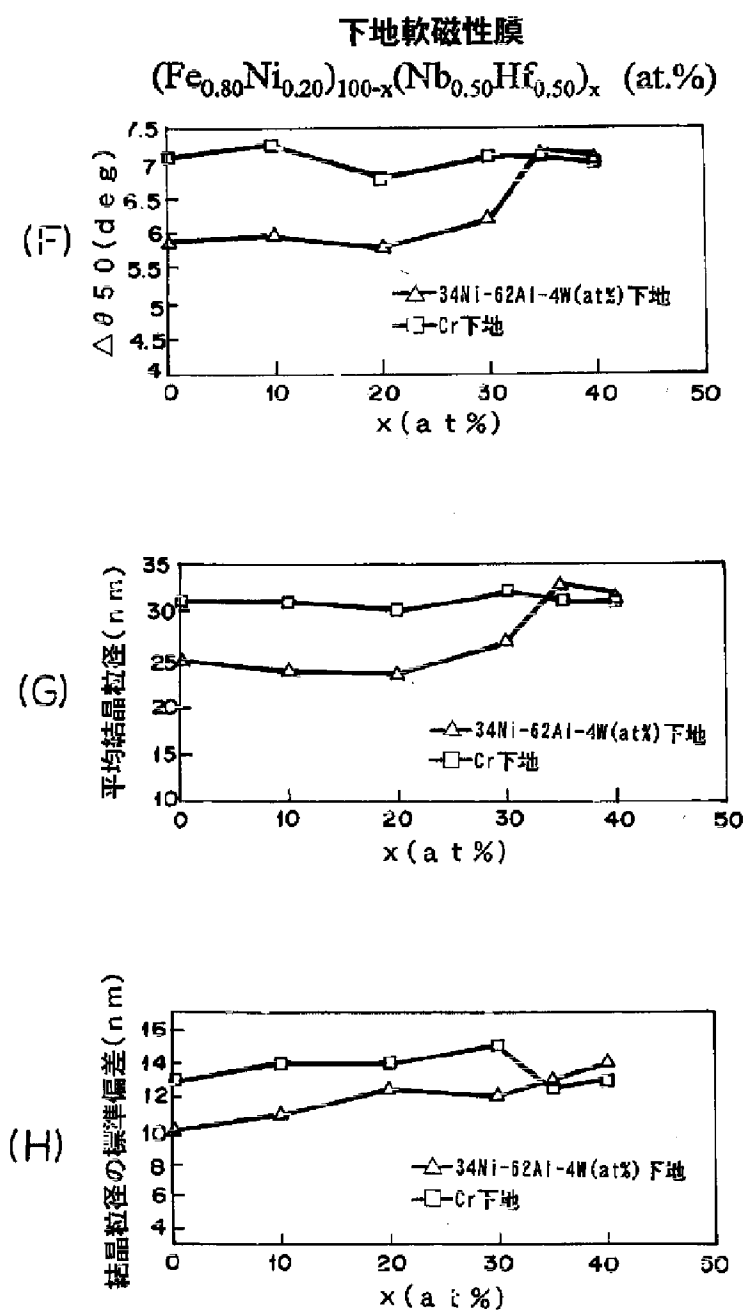 下地軟磁性膜
(Fe0.80Ni0.20)100-x(Nb0.50Hf0.50)x (at.%)
(F)
△θ50(deg)
7.5
7
6.5
6
5.5
5
4.5
4
0 10 20 30 40 50
x(at%)
34Ni-62Al-4W(at%)下地
Cr下地
(G)
平均結晶粒径(nm)
35
30
25
20
15
10
0 10 20 30 40 50
x(at%)
34Ni-62Al-4W(at%)下地
Cr下地
(H)
結晶粒径の標準偏差(nm)
16
14
12
10
8
6
4
0 10 20 30 40 50
x(at%)
34Ni-62Al-4W(at%)下地
Cr下地